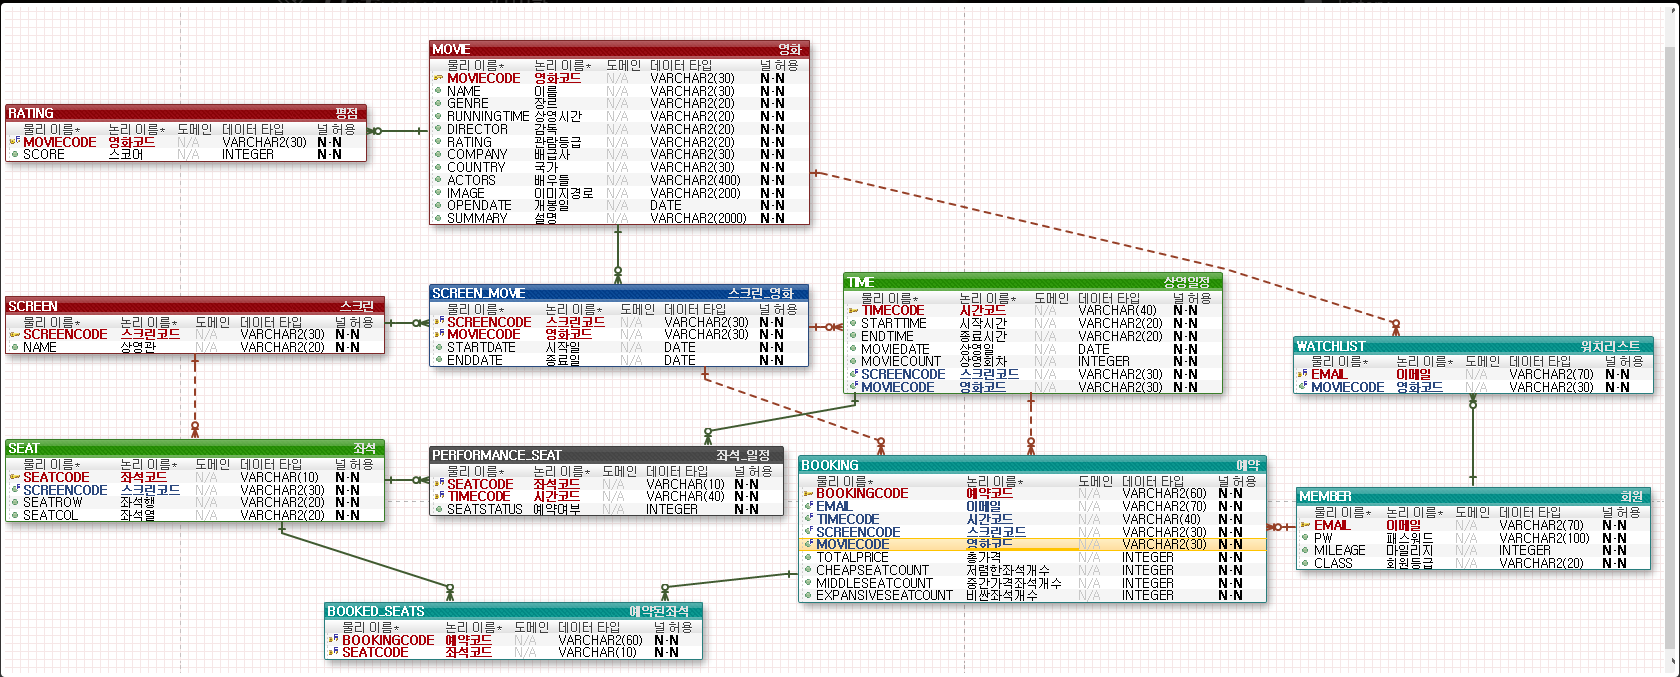 MOVIE 영화
물리 이름* 논리 이름* 도메인 데이터 타입 널 허용
MOVIECODE 영화코드 N/A VARCHAR2(30) N-N
NAME 이름 N/A VARCHAR2(30) N-N
GENRE 장르 N/A VARCHAR2(20) N-N
RUNNINGTIME 상영시간 N/A VARCHAR2(20) N-N
DIRECTOR 감독 N/A VARCHAR2(20) N-N
RATING 관람등급 N/A VARCHAR2(20) N-N
COMPANY 배급사 N/A VARCHAR2(30) N-N
COUNTRY 국가 N/A VARCHAR2(30) N-N
ACTORS 배우들 N/A VARCHAR2(400) N-N
IMAGE 이미지경로 N/A VARCHAR2(200) N-N
OPENDATE 개봉일 N/A DATE N-N
SUMMARY 설명 N/A VARCHAR2(2000) N-N
RATING 평점
물리 이름* 논리 이름* 도메인 데이터 타입 널 허용
MOVIECODE 영화코드 N/A VARCHAR2(30) N-N
SCORE 스코어 N/A INTEGER N-N
SCREEN 스크린
물리 이름* 논리 이름* 도메인 데이터 타입 널 허용
SCREENCODE 스크린코드 N/A VARCHAR2(30) N-N
NAME 상영관 N/A VARCHAR2(20) N-N
SCREEN_MOVIE 스크린_영화
물리 이름* 논리 이름* 도메인 데이터 타입 널 허용
SCREENCODE 스크린코드 N/A VARCHAR2(30) N-N
MOVIECODE 영화코드 N/A VARCHAR2(30) N-N
STARTDATE 시작일 N/A DATE N-N
ENDDATE 종료일 N/A DATE N-N
TIME 상영일정
물리 이름* 논리 이름* 도메인 데이터 타입 널 허용
TIMECODE 시간코드 N/A VARCHAR(40) N-N
STARTTIME 시작시간 N/A VARCHAR2(20) N-N
ENDTIME 종료시간 N/A VARCHAR2(20) N-N
MOVIEDATE 상영일 N/A DATE N-N
MOVIECOUNT 상영회차 N/A INTEGER N-N
SCREENCODE 스크린코드 N/A VARCHAR2(30) N-N
MOVIECODE 영화코드 N/A VARCHAR2(30) N-N
WATCHLIST 워치리스트
물리 이름* 논리 이름* 도메인 데이터 타입 널 허용
EMAIL 이메일 N/A VARCHAR2(70) N-N
MOVIECODE 영화코드 N/A VARCHAR2(30) N-N
SEAT 좌석
물리 이름* 논리 이름* 도메인 데이터 타입 널 허용
SEATCODE 좌석코드 N/A VARCHAR(10) N-N
SCREENCODE 스크린코드 N/A VARCHAR2(30) N-N
SEATROW 좌석행 N/A VARCHAR2(20) N-N
SEATCOL 좌석열 N/A VARCHAR2(20) N-N
PERFORMANCE_SEAT 좌석_일정
물리 이름* 논리 이름* 도메인 데이터 타입 널 허용
SEATCODE 좌석코드 N/A VARCHAR(10) N-N
TIMECODE 시간코드 N/A VARCHAR(40) N-N
SEATSTATUS 예약여부 N/A INTEGER N-N
BOOKING 예약
물리 이름* 논리 이름* 도메인 데이터 타입 널 허용
BOOKINGCODE 예약코드 N/A VARCHAR2(60) N-N
EMAIL 이메일 N/A VARCHAR2(70) N-N
TIMECODE 시간코드 N/A VARCHAR(40) N-N
SCREENCODE 스크린코드 N/A VARCHAR2(30) N-N
MOVIECODE 영화코드 N/A VARCHAR2(30) N-N
TOTALPRICE 총가격 N/A INTEGER N-N
CHEAPSEATCOUNT 저렴한좌석개수 N/A INTEGER N-N
MIDDLESEATCOUNT 중간가격좌석개수 N/A INTEGER N-N
EXPANSIVESEATCOUNT 비싼좌석개수 N/A INTEGER N-N
MEMBER 회원
물리 이름* 논리 이름* 도메인 데이터 타입 널 허용
EMAIL 이메일 N/A VARCHAR2(70) N-N
PW 패스워드 N/A VARCHAR2(100) N-N
MILEAGE 마일리지 N/A INTEGER N-N
CLASS 회원등급 N/A VARCHAR2(20) N-N
BOOKED_SEATS 예약된좌석
물리 이름* 논리 이름* 도메인 데이터 타입 널 허용
BOOKINGCODE 예약코드 N/A VARCHAR2(60) N-N
SEATCODE 좌석코드 N/A VARCHAR(10) N-N